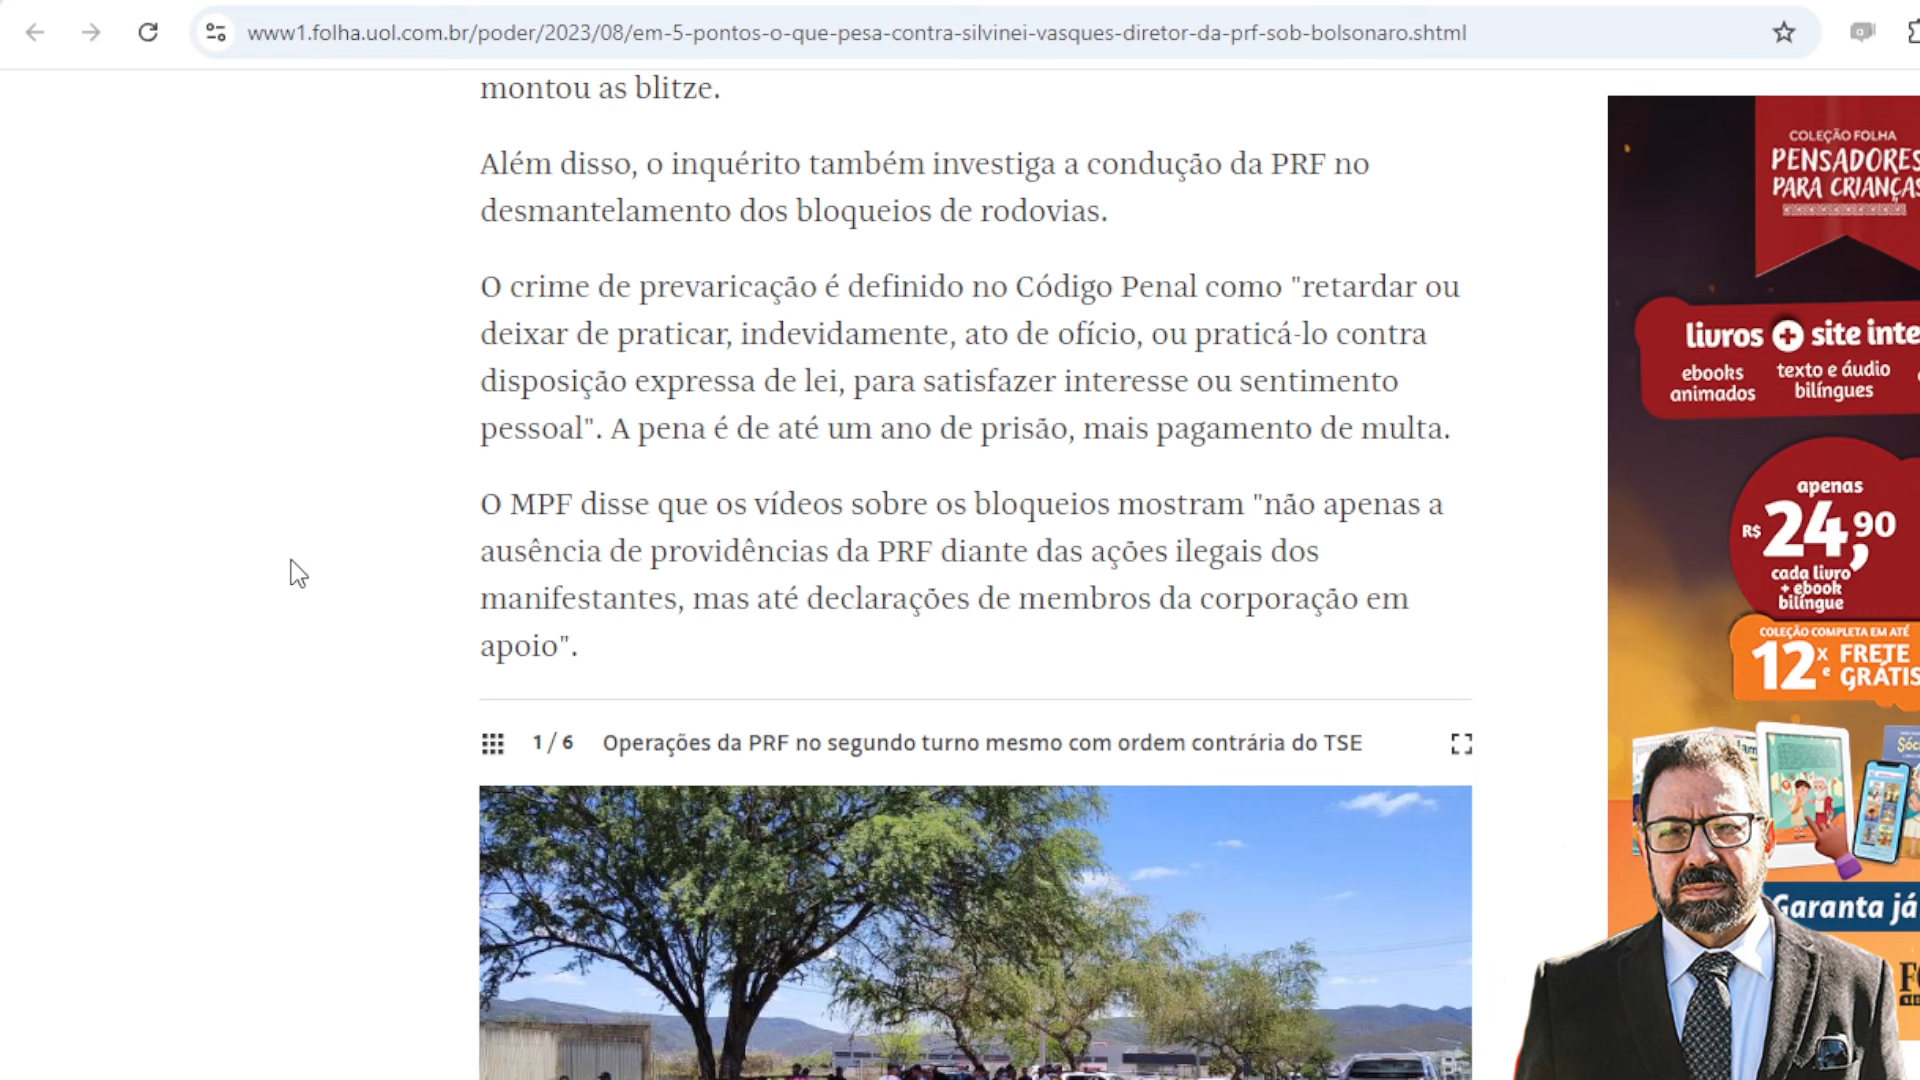 www1.folha.uol.com.br/poder/2023/08/em-5-pontos-o-que-pesa-contra-silvinei-vasques-diretor-da-prf-sob-bolsonaro.shtml
montou as blitze.
Além disso, o inquérito também investiga a condução da PRF no
desmantelamento dos bloqueios de rodovias.
O crime de prevaricação é definido no Código Penal como "retardar ou
deixar de praticar, indevidamente, ato de ofício, ou praticá-lo contra
disposição expressa de lei, para satisfazer interesse ou sentimento
pessoal". A pena é de até um ano de prisão, mais pagamento de multa.
O MPF disse que os vídeos sobre os bloqueios mostram "não apenas a
ausência de providências da PRF diante das ações ilegais dos
manifestantes, mas até declarações de membros da corporação em
apoio".
1 / 6 Operações da PRF no segundo turno mesmo com ordem contrária do TSE
COLEÇÃO FOLHA
PENSADORES
PARA CRIANÇAS
livros + site inte
ebooks
animados
texto e áudio
bilíngues
apenas
R$ 24,90
cada livro
+ ebook
bilíngue
COLEÇÃO COMPLETA EM ATÉ
12x e FRETE
GRÁTIS
Garanta já